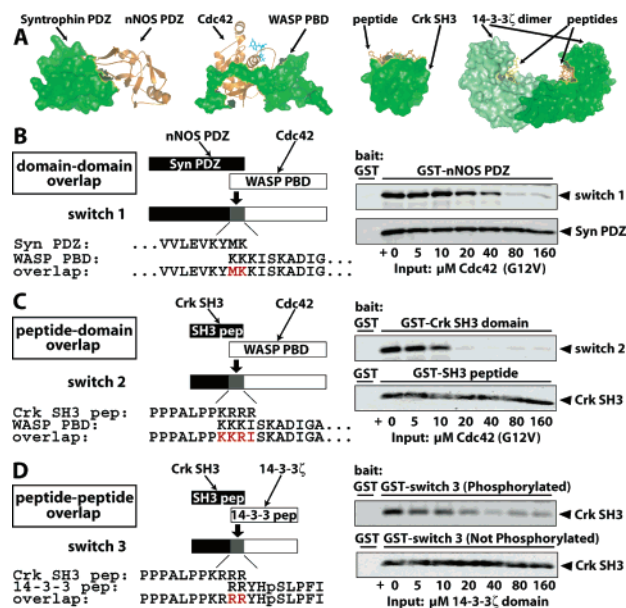 A
Syntrophin PDZ nNOS PDZ Cdc42 WASP PBD peptide Crk SH3 14-3-3ζ dimer peptides
B
nNOS PDZ Cdc42
Syn PDZ
domain-domain
overlap
WASP PBD
switch 1
Syn PDZ: ...VVLEVKYMK
WASP PBD: KKKISKADIG...
overlap: ...VVLEVKYMKKKISKADIG...
bait:
GST GST-nNOS PDZ
switch 1
Syn PDZ
+ 0 5 10 20 40 80 160
Input: µM Cdc42 (G12V)
C
Crk SH3 Cdc42
SH3 pep
peptide-domain
overlap
WASP PBD
switch 2
Crk SH3 pep: PPPALPPKRRR
WASP PBD: KKKISKADIGA...
overlap: PPPALPPKKRISKADIGA...
bait:
GST GST-Crk SH3 domain
switch 2
GST GST-SH3 peptide
Crk SH3
+ 0 5 10 20 40 80 160
Input: µM Cdc42 (G12V)
D
Crk SH3 14-3-3ζ
SH3 pep
peptide-peptide
overlap
14-3-3 pep
switch 3
Crk SH3 pep: PPPALPPKRRR
14-3-3 pep: RRYHpSLPFI
overlap: PPPALPPKRRRYHpSLPFI
bait:
GST GST-switch 3 (Phosphorylated)
Crk SH3
GST GST-switch 3 (Not Phosphorylated)
Crk SH3
+ 0 5 10 20 40 80 160
Input: µM 14-3-3ζ domain